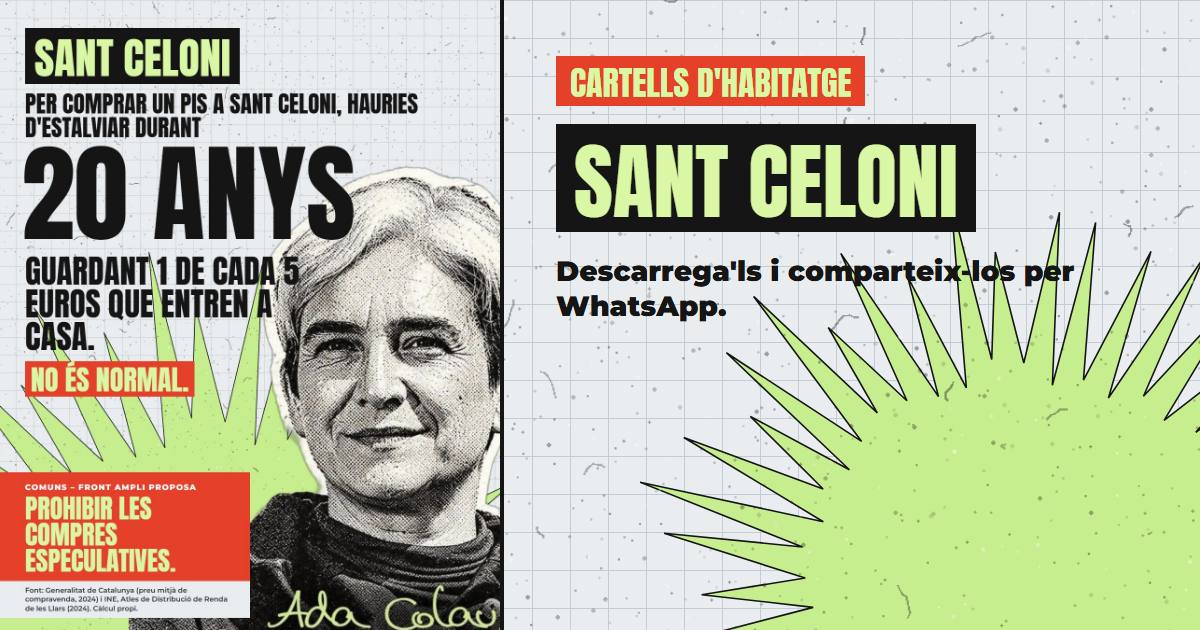 SANT CELONI
PER COMPRAR UN PIS A SANT CELONI, HAURIES
D'ESTALVIAR DURANT
20 ANYS
GUARDANT 1 DE CADA 5
EUROS QUE ENTREN A
CASA.
NO ÉS NORMAL.
COMUNS – FRONT AMPLI PROPOSA
PROHIBIR LES
COMPRES
ESPECULATIVES.
Font: Generalitat de Catalunya (preu mitjà de
compravenda, 2024) i INE, Atles de Distribució de Renda
de les Llars (2024). Càlcul propi.
Ada Colau
CARTELLS D'HABITATGE
SANT CELONI
Descarrega'ls i comparteix-los per
WhatsApp.